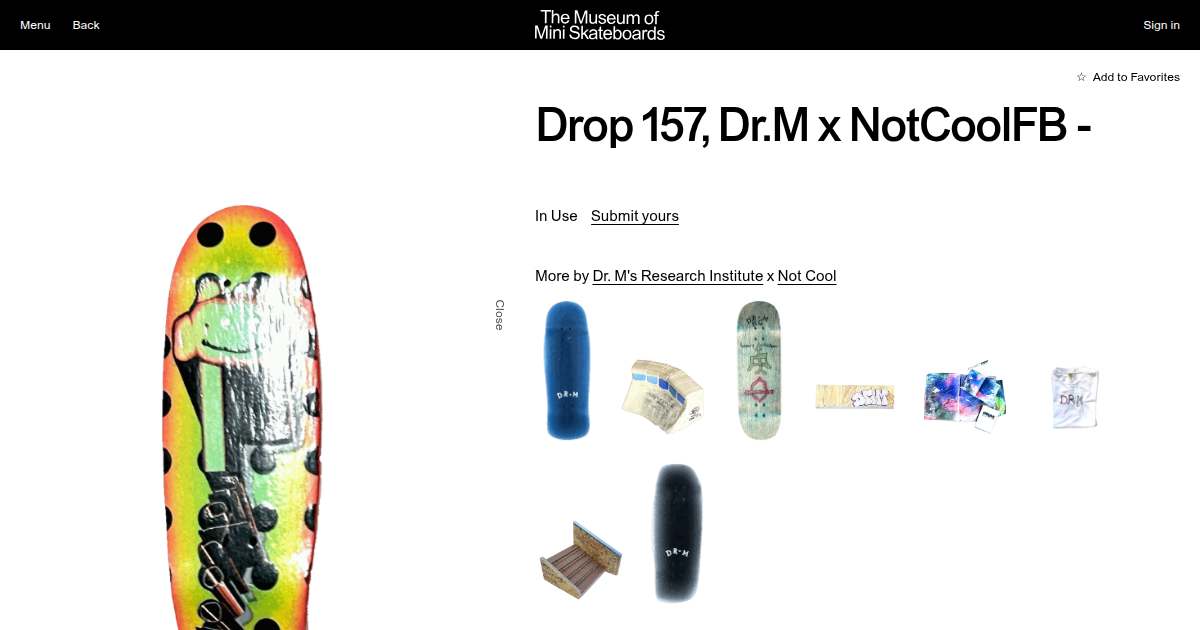 Menu Back
The Museum of
Mini Skateboards
Sign in
☆ Add to Favorites
Drop 157, Dr.M x NotCoolFB -
In Use Submit yours
More by Dr. M's Research Institute x Not Cool
Close
DR•M
DR•M